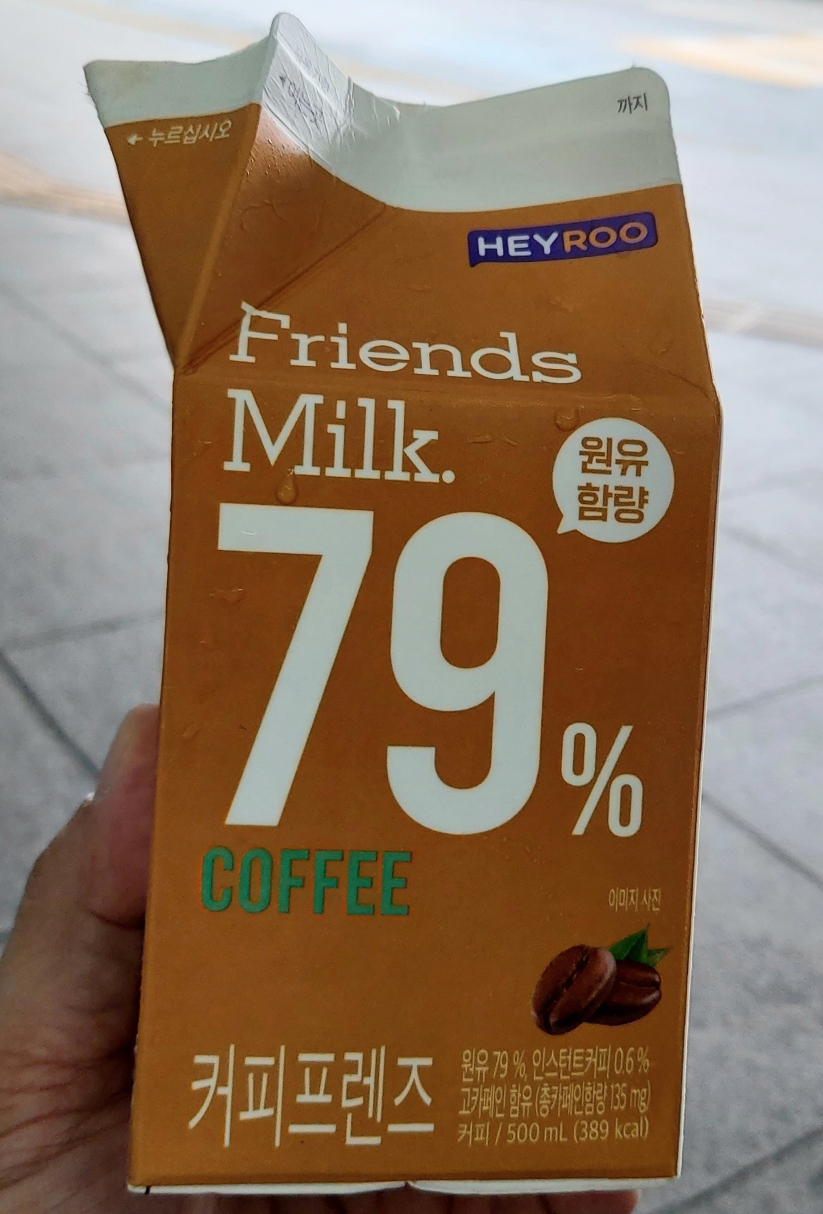 ← 누르십시오
까지
HEYROO
Friends
Milk.
원유
함량
79%
COFFEE
이미지 사진
커피프렌즈
원유 79 %, 인스턴트커피 0.6 %
고카페인 함유 (총카페인함량 135 mg)
커피 / 500 mL (389 kcal)